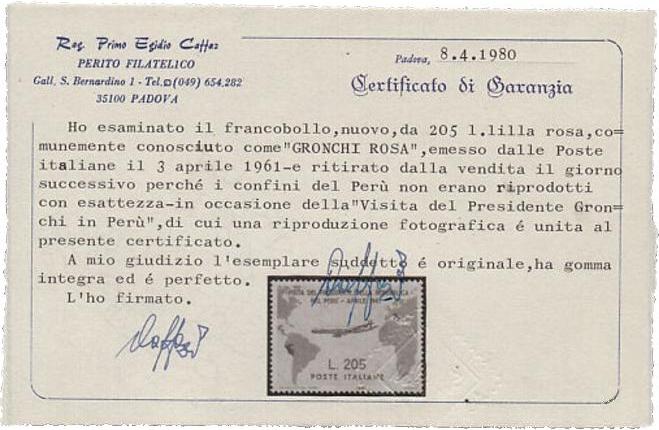 Rag. Primo Egidio Caffaz
PERITO FILATELICO
Gall. S. Bernardino 1 - Tel. (049) 654.282
35100 PADOVA
Padova, 8.4.1980
Certificato di Garanzia
Ho esaminato il francobollo,nuovo,da 205 l.lilla rosa,co=
munemente conosciuto come"GRONCHI ROSA",emesso dalle Poste
italiane il 3 aprile 1961-e ritirato dalla vendita il giorno
successivo perché i confini del Perù non erano riprodotti
con esattezza-in occasione della"Visita del Presidente Gron=
chi in Perù",di cui una riproduzione fotografica é unita al
presente certificato.
A mio giudizio l'esemplare suddetto é originale,ha gomma
integra ed é perfetto.
L'ho firmato.
L. 205
POSTE ITALIANE